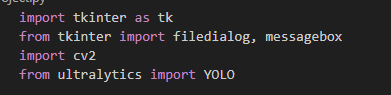 import tkinter as tk
from tkinter import filedialog, messagebox
import cv2
from ultralytics import YOLO